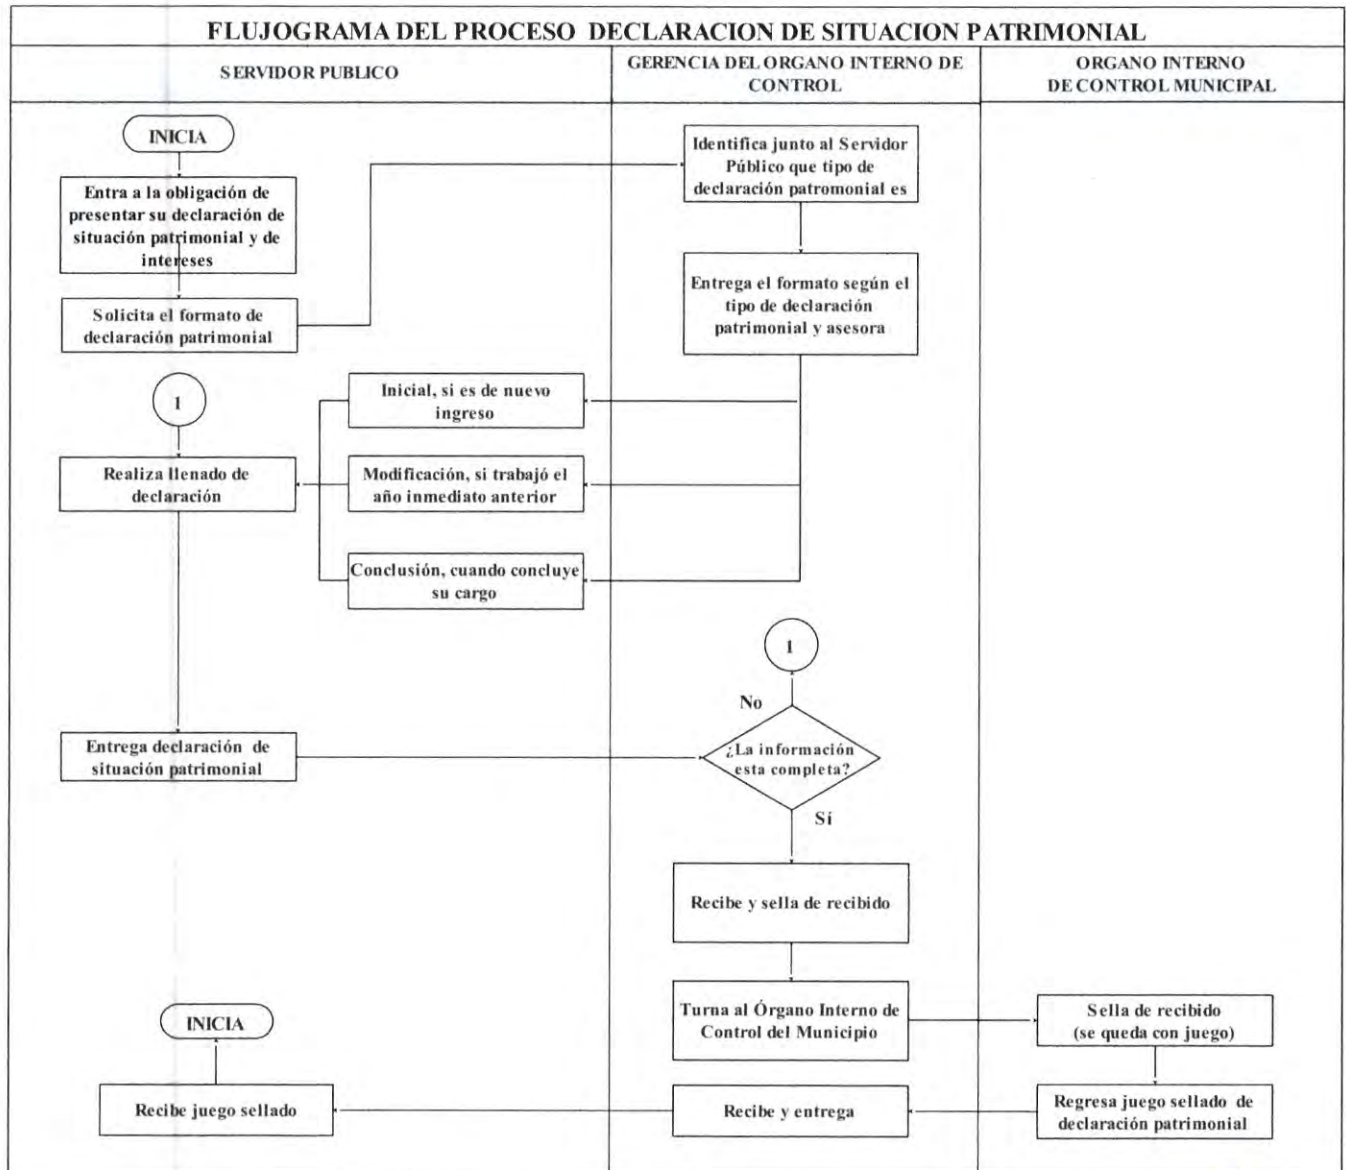 FLUJOGRAMA DEL PROCESO DECLARACION DE SITUACION PATRIMONIAL
SERVIDOR PUBLICO
GERENCIA DEL ORGANO INTERNO DE
CONTROL
ORGANO INTERNO
DE CONTROL MUNICIPAL
INICIA
Entra a la obligación de
presentar su declaración de
situación patrimonial y de
intereses
Solicita el formato de
declaración patrimonial
Identifica junto al Servidor
Público que tipo de
declaración patromonial es
Entrega el formato según el
tipo de declaración
patrimonial y asesora
Inicial, si es de nuevo
ingreso
Modificación, si trabajó el
año inmediato anterior
Conclusión, cuando concluye
su cargo
1
Realiza llenado de
declaración
Entrega declaración de
situación patrimonial
1
No
¿La información
esta completa?
Sí
Recibe y sella de recibido
Turna al Órgano Interno de
Control del Municipio
Sella de recibido
(se queda con juego)
Regresa juego sellado de
declaración patrimonial
Recibe y entrega
Recibe juego sellado
INICIA